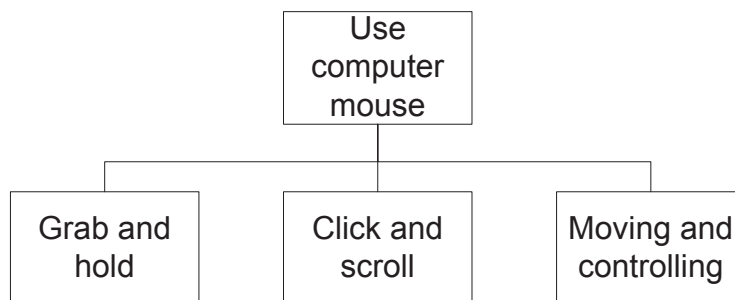 Use
computer
mouse
Grab and
hold
Click and
scroll
Moving and
controlling